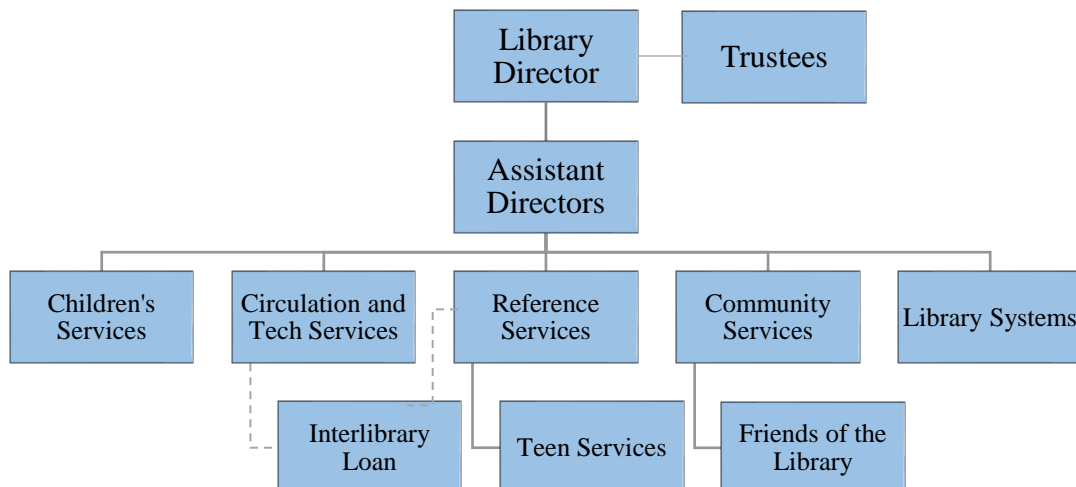 Library
Director
Trustees
Assistant
Directors
Children's
Services
Circulation and
Tech Services
Reference
Services
Community
Services
Library Systems
Interlibrary
Loan
Teen Services
Friends of the
Library